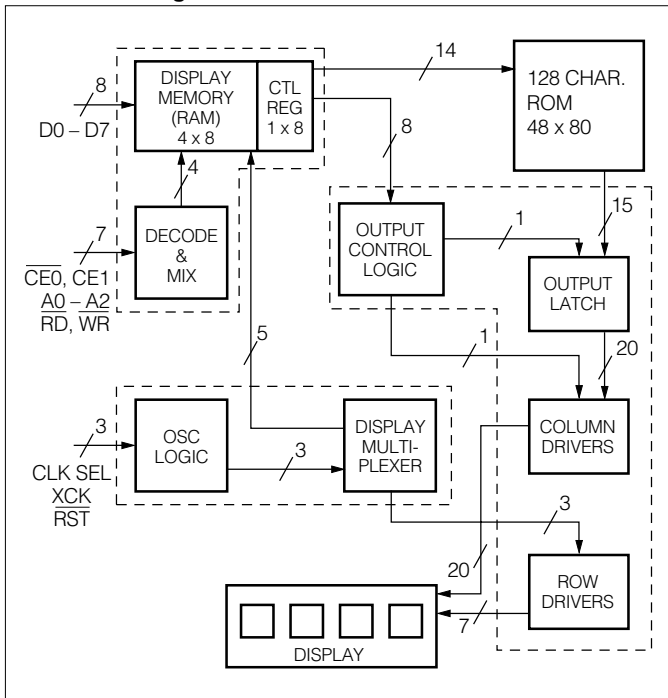 DISPLAY
MEMORY
(RAM)
4 x 8
CTL
REG
1 x 8
14
128 CHAR.
ROM
48 x 80
8
D0 – D7
8
4
15
7
CE0, CE1
A0 – A2
RD, WR
DECODE
&
MIX
OUTPUT
CONTROL
LOGIC
1
OUTPUT
LATCH
5
1
20
3
CLK SEL
XCK
RST
OSC
LOGIC
3
DISPLAY
MULTI-
PLEXER
COLUMN
DRIVERS
3
20
ROW
DRIVERS
7
DISPLAY